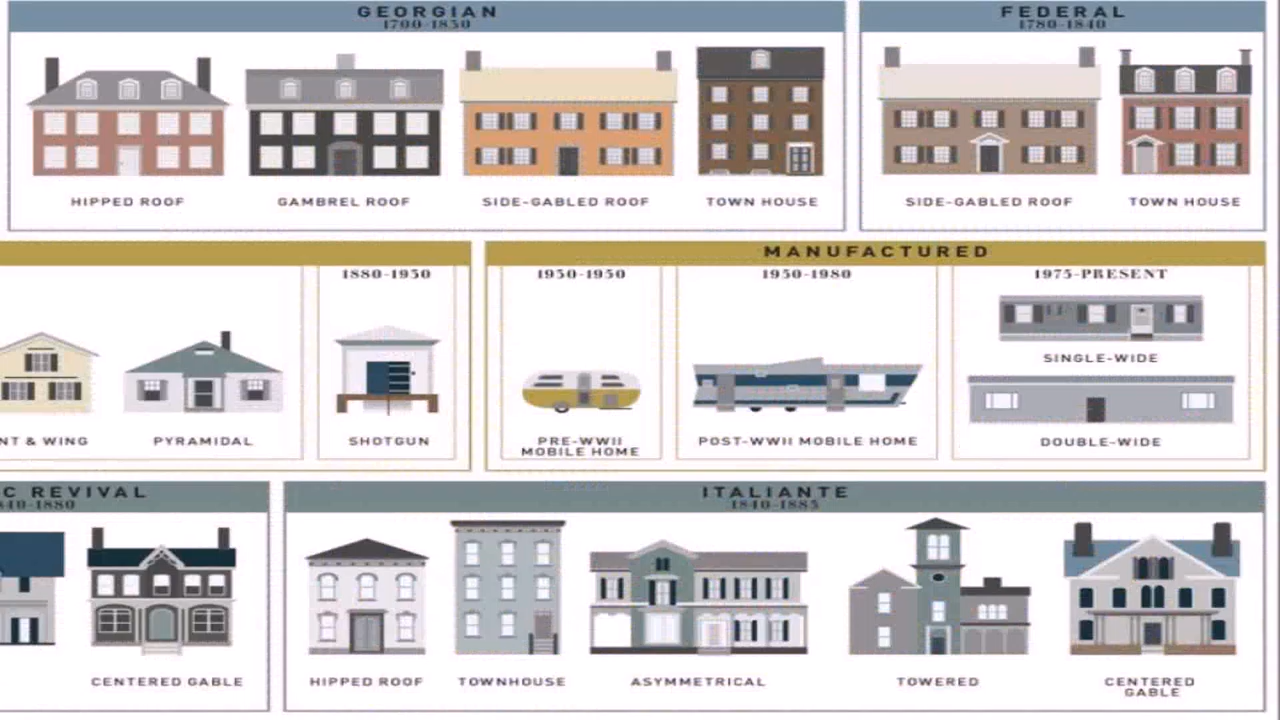 GEORGIAN
1700-1830
HIPPED ROOF
GAMBREL ROOF
SIDE-GABLED ROOF
TOWN HOUSE
FEDERAL
1780-1840
SIDE-GABLED ROOF
TOWN HOUSE
NT & WING
PYRAMIDAL
1880-1930
SHOTGUN
MANUFACTURED
1930-1950
PRE-WWII
MOBILE HOME
1950-1980
POST-WWII MOBILE HOME
1975-PRESENT
SINGLE-WIDE
DOUBLE-WIDE
C REVIVAL
840-1880
CENTERED GABLE
ITALIANTE
1840-1885
HIPPED ROOF
TOWNHOUSE
ASYMMETRICAL
TOWERED
CENTERED
GABLE